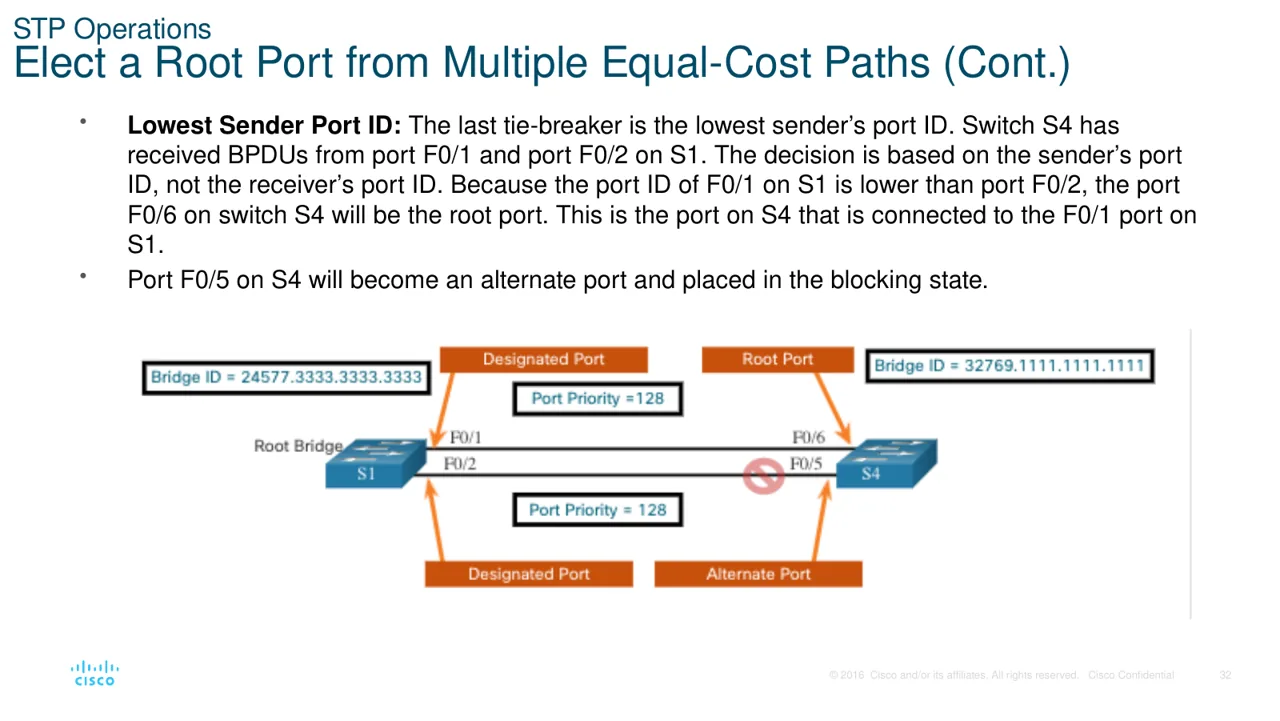 STP Operations
Elect a Root Port from Multiple Equal-Cost Paths (Cont.)
• Lowest Sender Port ID: The last tie-breaker is the lowest sender’s port ID. Switch S4 has
received BPDUs from port F0/1 and port F0/2 on S1. The decision is based on the sender’s port
ID, not the receiver’s port ID. Because the port ID of F0/1 on S1 is lower than port F0/2, the port
F0/6 on switch S4 will be the root port. This is the port on S4 that is connected to the F0/1 port on
S1.
• Port F0/5 on S4 will become an alternate port and placed in the blocking state.
Designated Port
Root Port
Bridge ID = 24577.3333.3333.3333
Bridge ID = 32769.1111.1111.1111
Port Priority =128
Root Bridge
F0/1
F0/6
S1
F0/2
F0/5
S4
Port Priority = 128
Designated Port
Alternate Port
CISCO
© 2016 Cisco and/or its affiliates. All rights reserved. Cisco Confidential
32